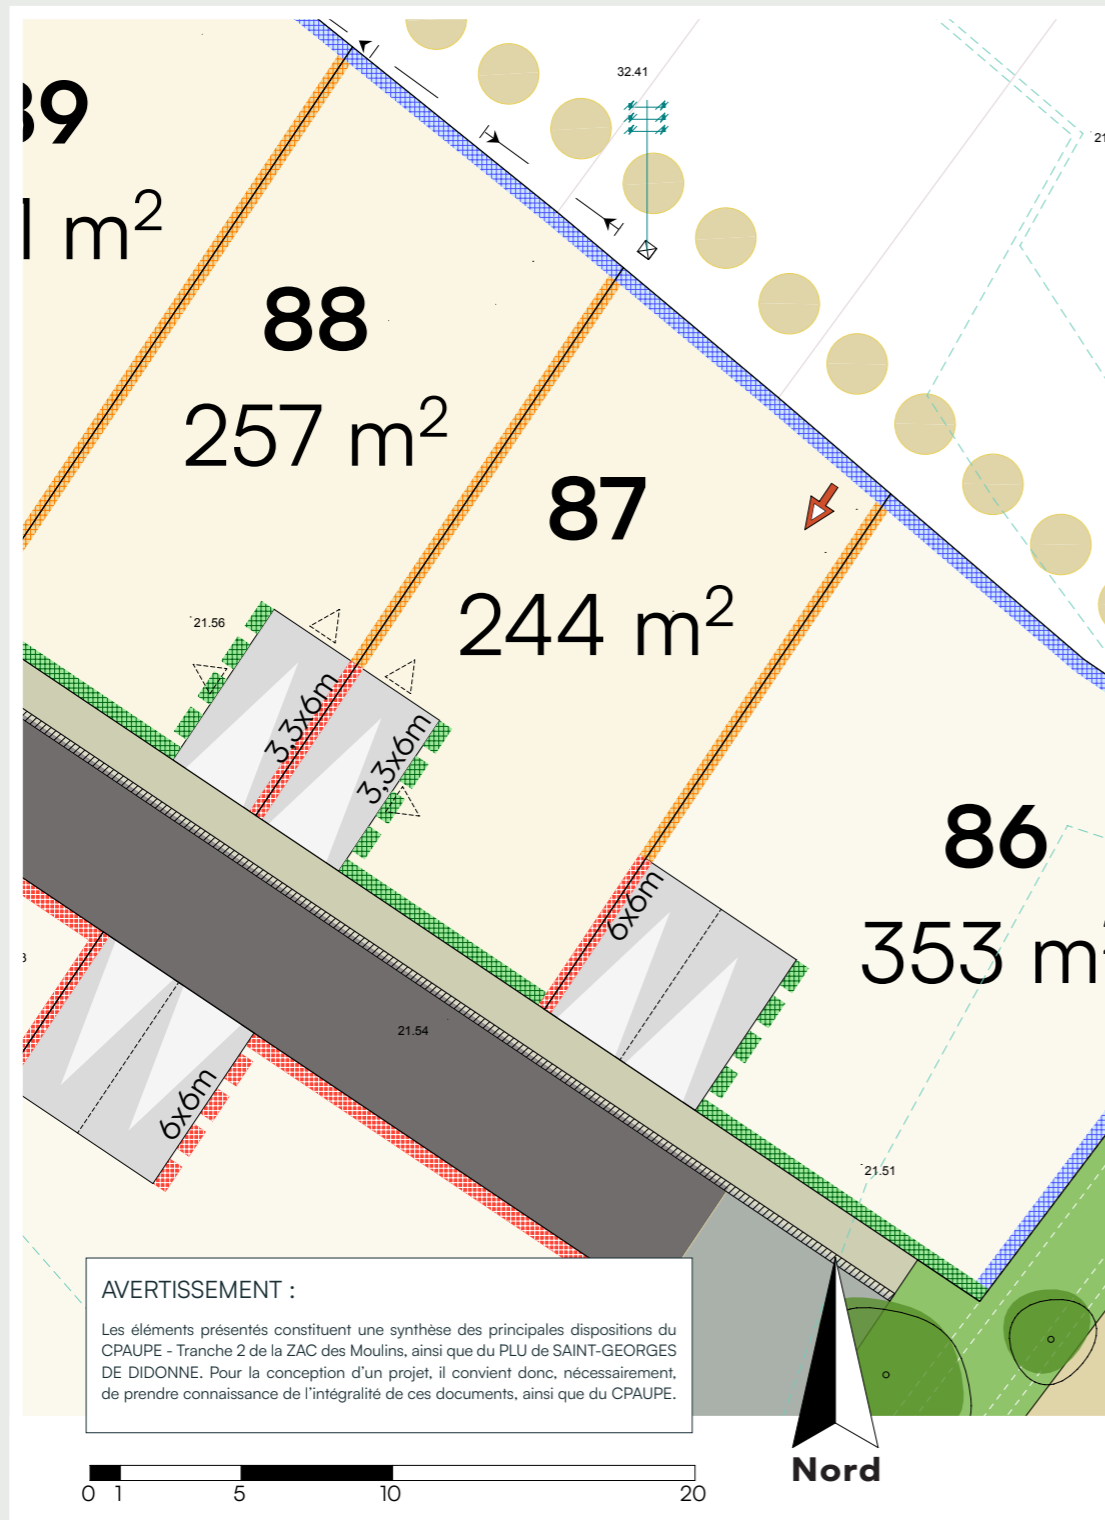 32.41
21
89
1 m²
88
257 m²
87
244 m²
21.56
3,3x6m
3,3x6m
86
353 m²
6x6m
3
21.54
6x6m
21.51
AVERTISSEMENT :
Les éléments présentés constituent une synthèse des principales dispositions du
CPAUPE - Tranche 2 de la ZAC des Moulins, ainsi que du PLU de SAINT-GEORGES
DE DIDONNE. Pour la conception d'un projet, il convient donc, nécessairement,
de prendre connaissance de l'intégralité de ces documents, ainsi que du CPAUPE.
Nord
0 1 5 10 20